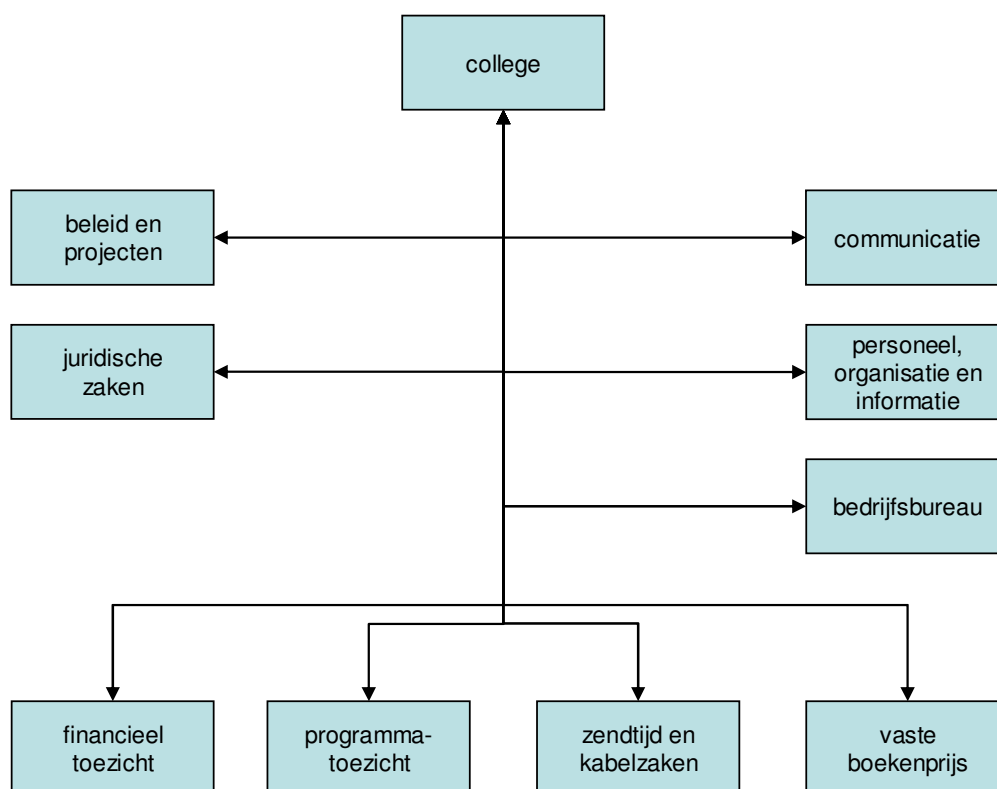 college
beleid en
projecten
communicatie
juridische
zaken
personeel,
organisatie en
informatie
bedrijfsbureau
financieel
toezicht
programma-
toezicht
zendtijd en
kabelzaken
vaste
boekenprijs